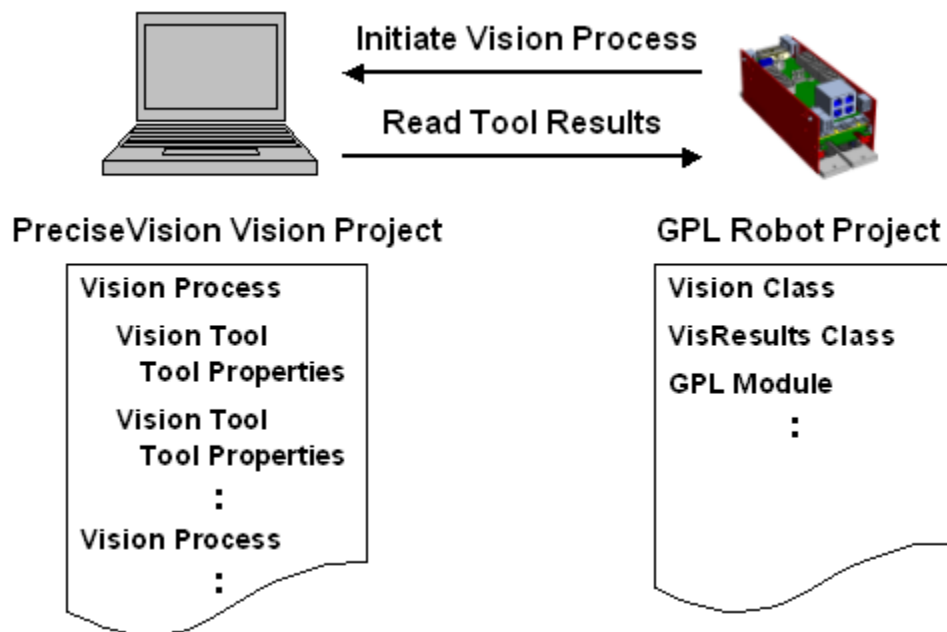 Initiate Vision Process
Read Tool Results
PreciseVision Vision Project
Vision Process
Vision Tool
Tool Properties
Vision Tool
Tool Properties
:
Vision Process
:
GPL Robot Project
Vision Class
VisResults Class
GPL Module
: